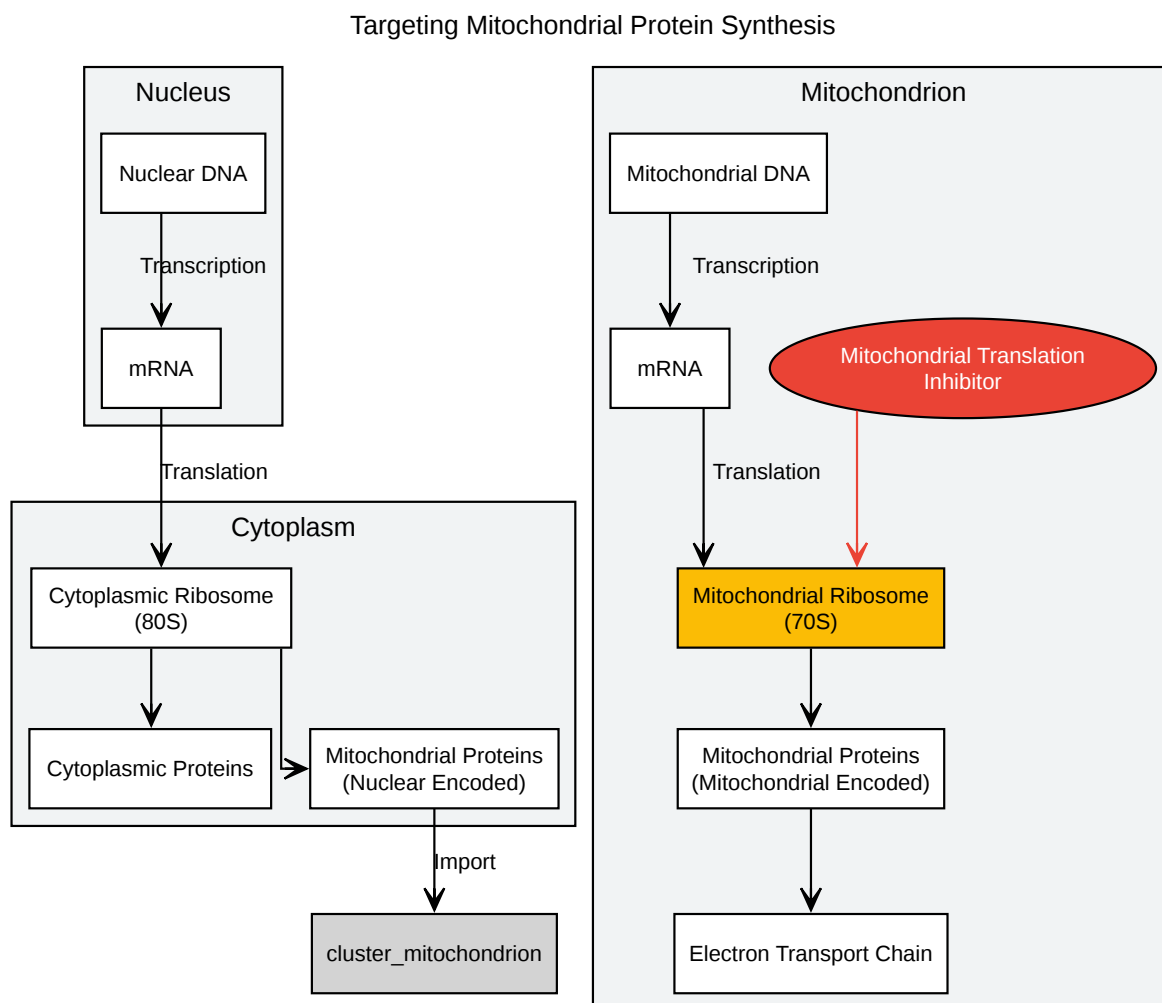 Targeting Mitochondrial Protein Synthesis
Nucleus
Nuclear DNA
Transcription
mRNA
Translation
Cytoplasm
Cytoplasmic Ribosome
(80S)
Cytoplasmic Proteins
Mitochondrial Proteins
(Nuclear Encoded)
Import
cluster_mitochondrion
Mitochondrion
Mitochondrial DNA
Transcription
mRNA
Mitochondrial Translation
Inhibitor
Translation
Mitochondrial Ribosome
(70S)
Mitochondrial Proteins
(Mitochondrial Encoded)
Electron Transport Chain